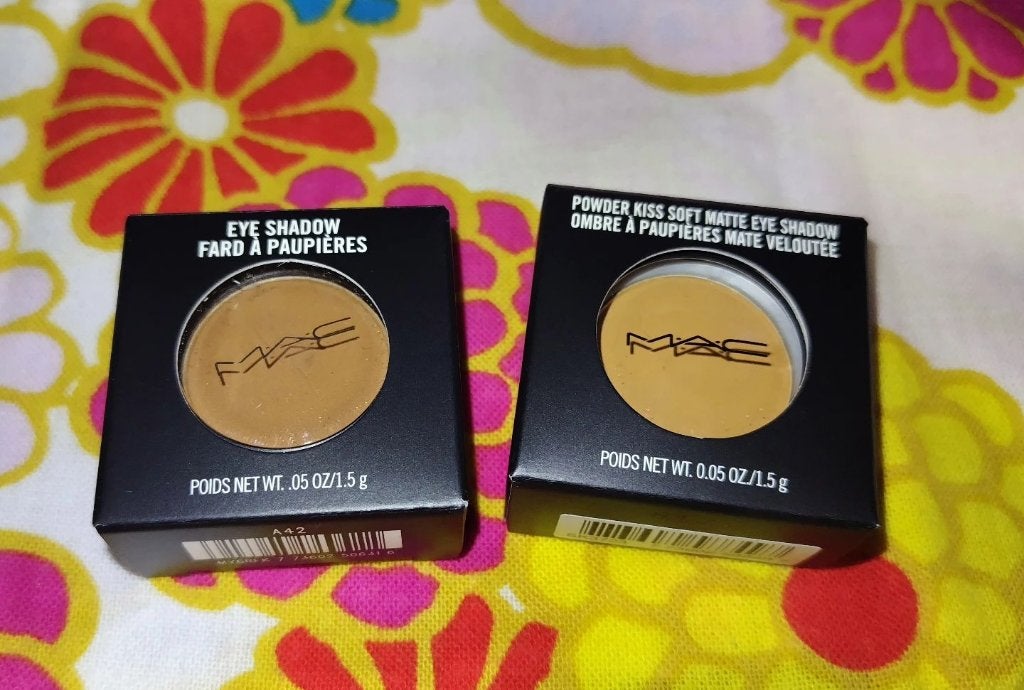 EYE SHADOW
FARD À PAUPIÈRES
MAC
POIDS NET WT. .05 OZ/1.5 g
A42
POWDER KISS SOFT MATTE EYE SHADOW
OMBRE À PAUPIÈRES MATE VELOUTÉE
MAC
POIDS NET WT. 0.05 OZ./1.5 g